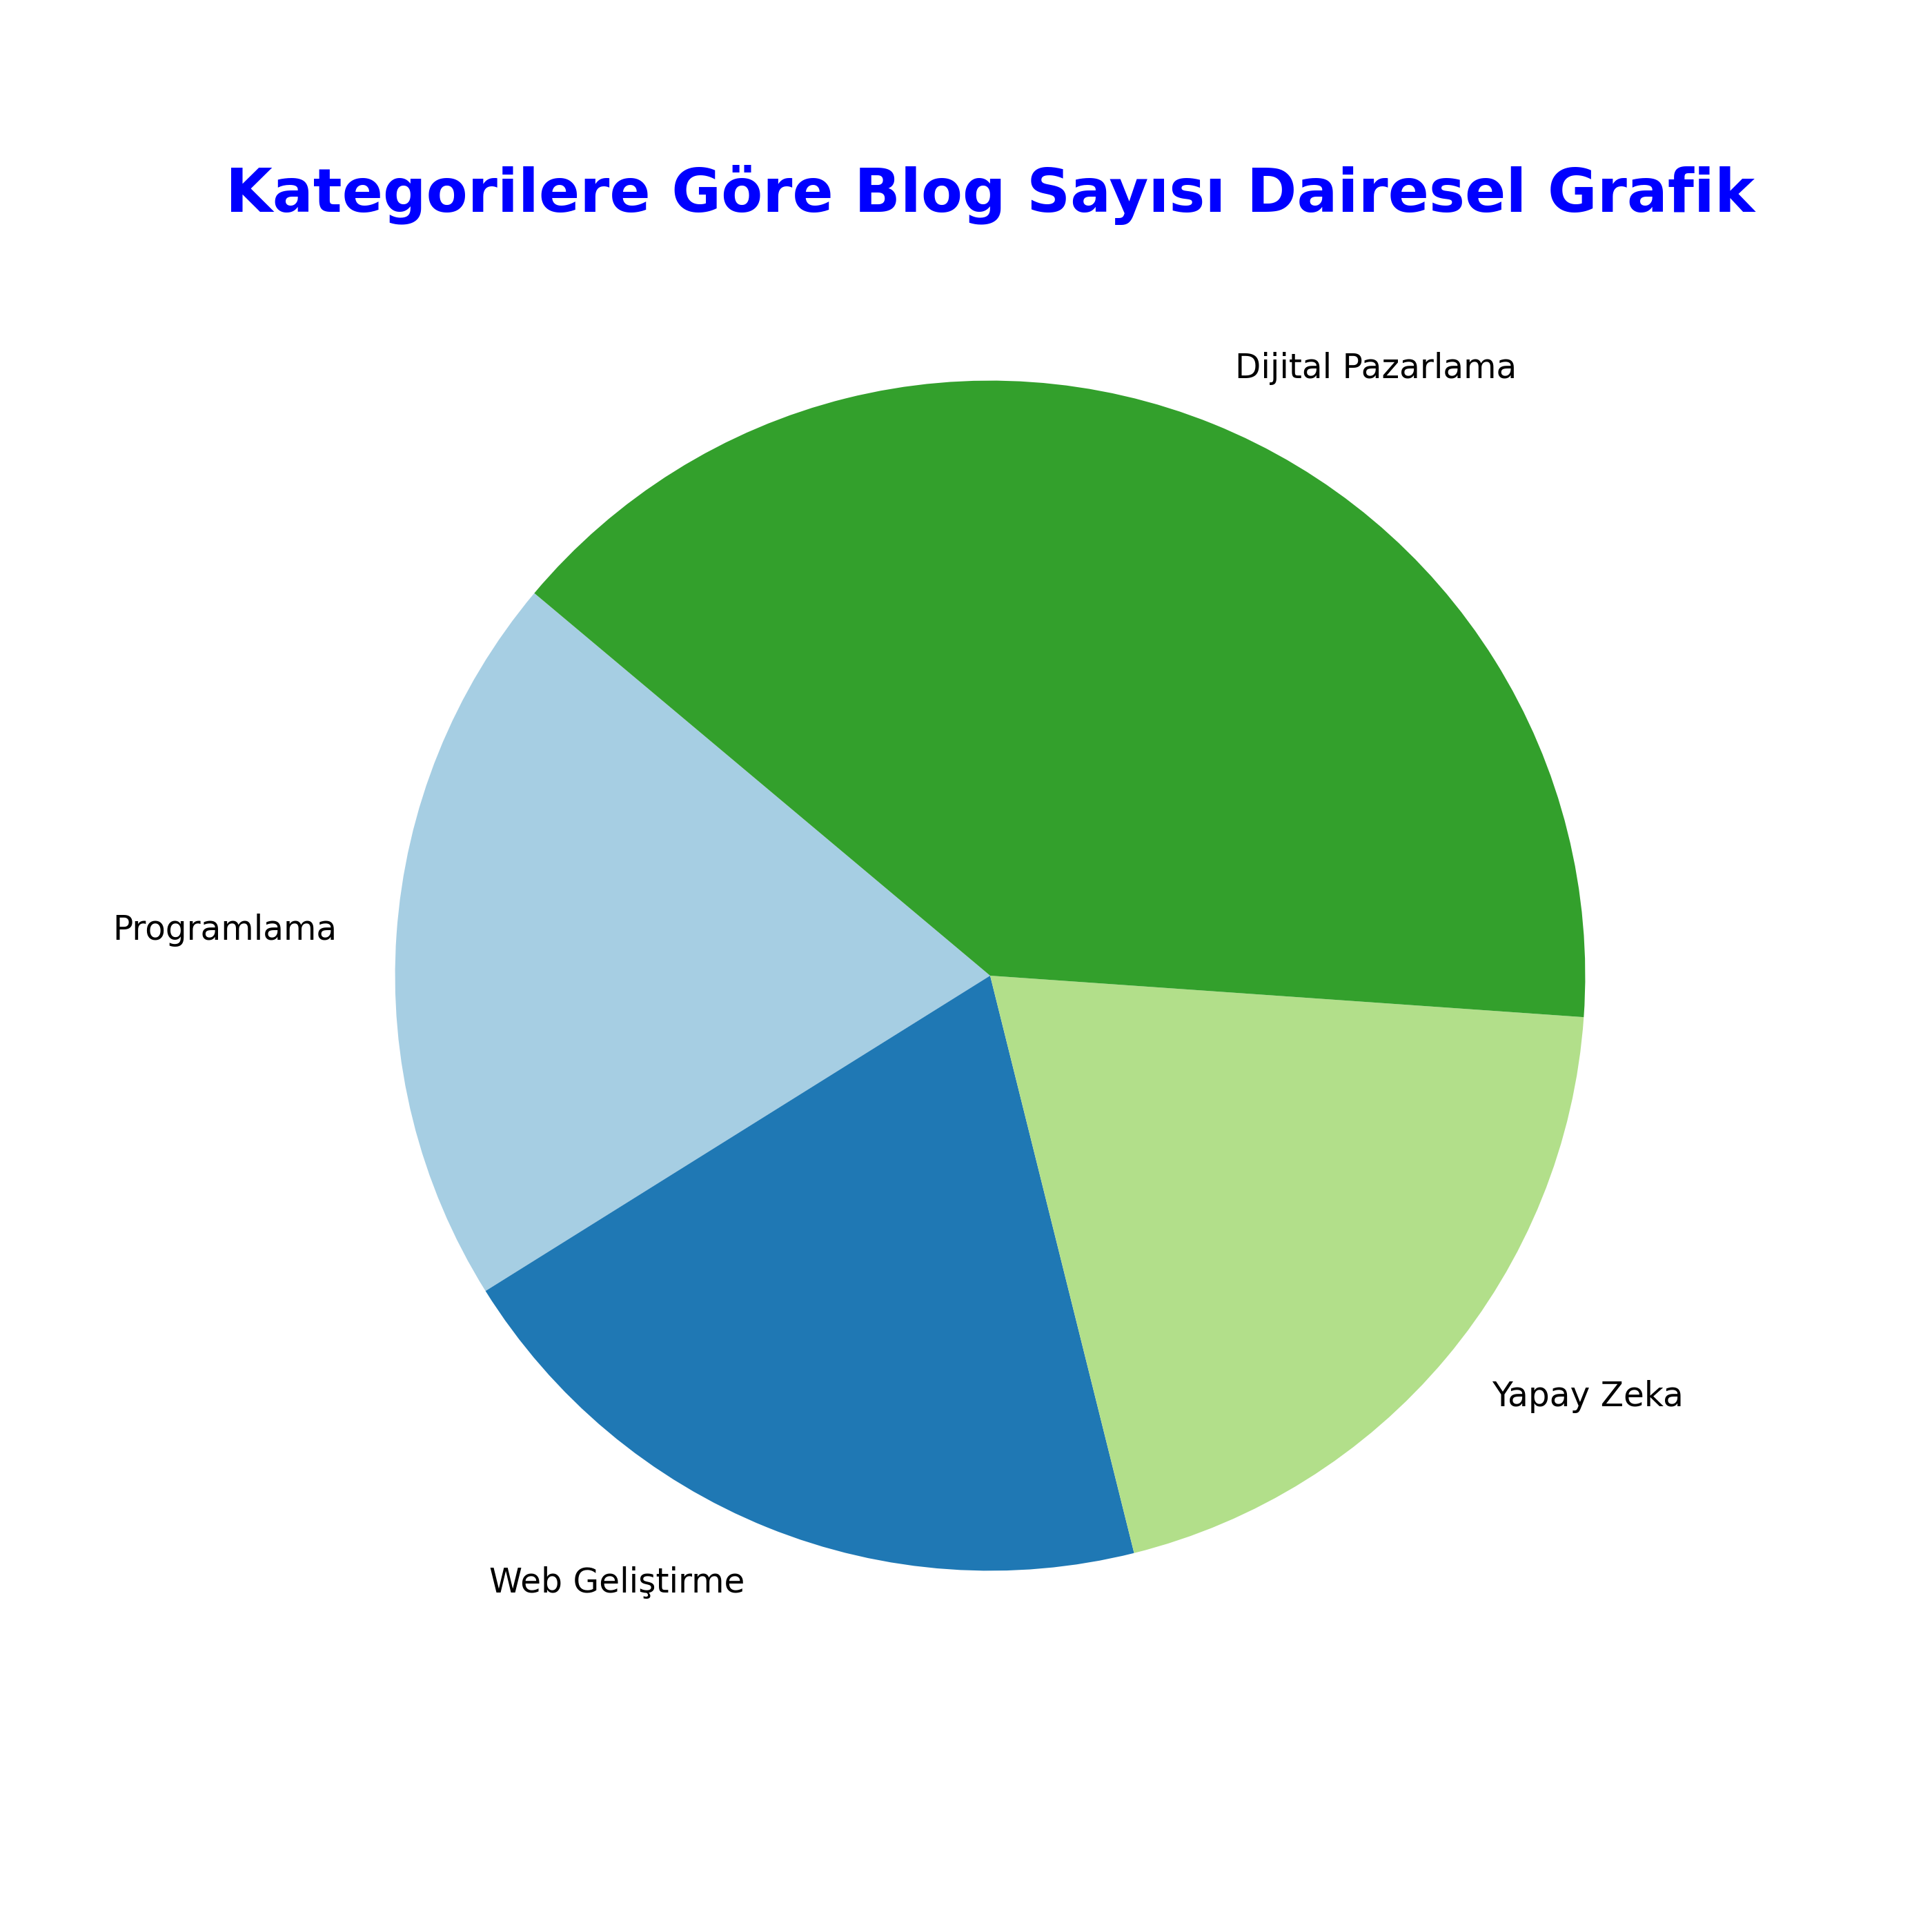 Kategorilere Göre Blog Sayısı Dairesel Grafik
Dijital Pazarlama
Programlama
Yapay Zeka
Web Geliştirme